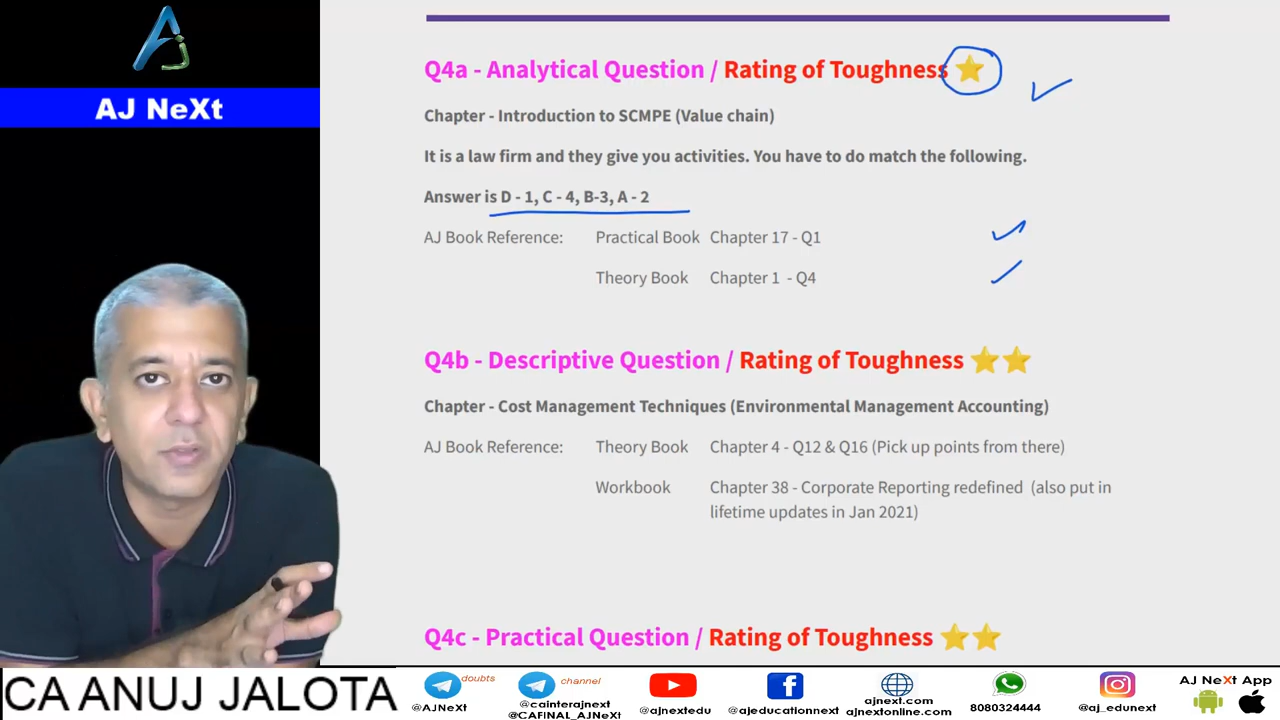 AJ
AJ NeXt
Q4a - Analytical Question / Rating of Toughness ⭐
Chapter - Introduction to SCMPE (Value chain)
It is a law firm and they give you activities. You have to do match the following.
Answer is D - 1, C - 4, B-3, A - 2
AJ Book Reference: Practical Book Chapter 17 - Q1
Theory Book Chapter 1 - Q4
Q4b - Descriptive Question / Rating of Toughness ⭐⭐
Chapter - Cost Management Techniques (Environmental Management Accounting)
AJ Book Reference: Theory Book Chapter 4 - Q12 & Q16 (Pick up points from there)
Workbook Chapter 38 - Corporate Reporting redefined (also put in
lifetime updates in Jan 2021)
Q4c - Practical Question / Rating of Toughness ⭐⭐
CA ANUJ JALOTA
doubts
@AJNeXt
channel
@cainterajnext
@CAFINAL_AJNeXt
@ajnextedu
@ajeducationnext
ajnext.com
ajnextonline.com
8080324444
@aj_edunext
AJ NeXt App